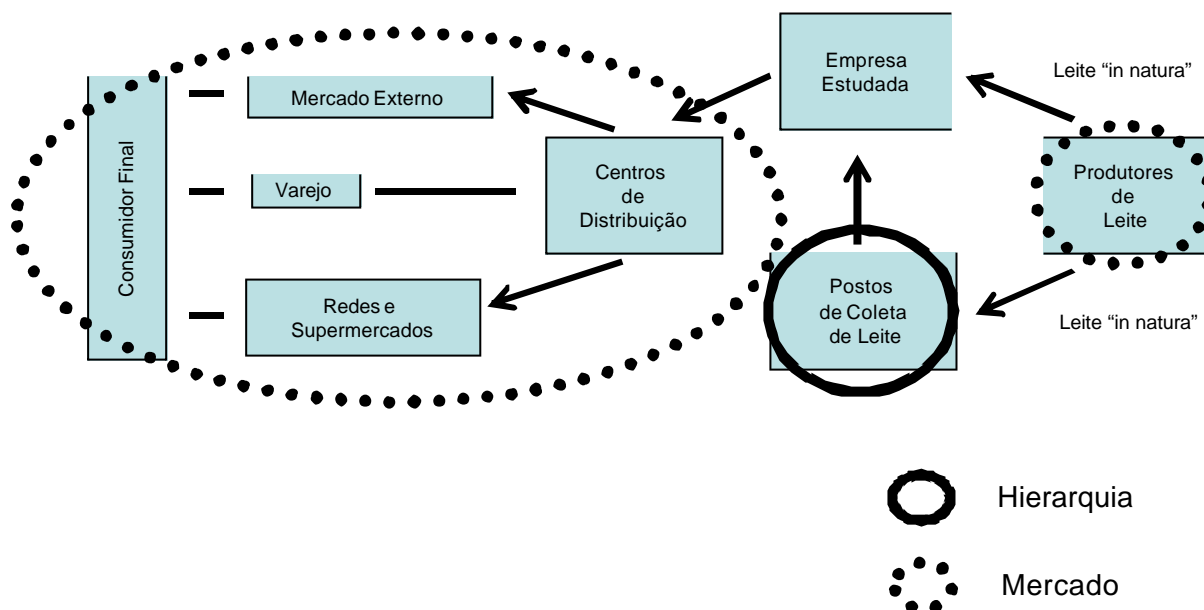 Consumidor Final
Mercado Externo
Varejo
Redes e
Supermercados
Centros
de
Distribuição
Empresa
Estudada
Postos
de Coleta
de Leite
Leite “in natura”
Produtores
de
Leite
Leite “in natura”
Hierarquia
Mercado